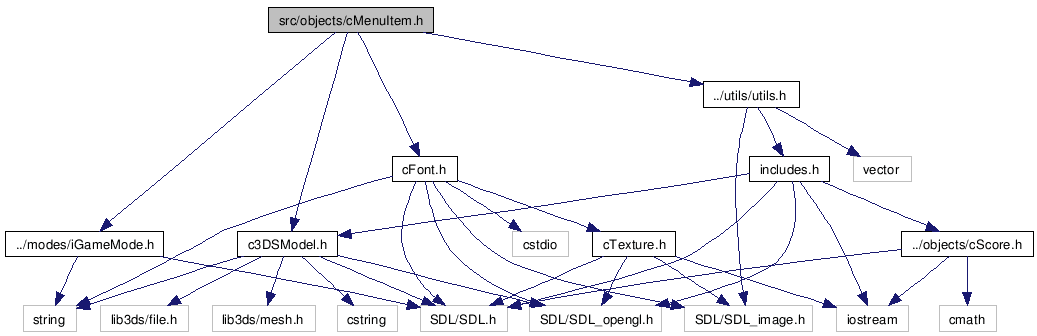 src/objects/cMenuItem.h
../utils/utils.h
cFont.h
includes.h
vector
../modes/iGameMode.h
c3DSModel.h
cstdio
cTexture.h
../objects/cScore.h
string
lib3ds/file.h
lib3ds/mesh.h
cstring
SDL/SDL.h
SDL/SDL_opengl.h
SDL/SDL_image.h
iostream
cmath